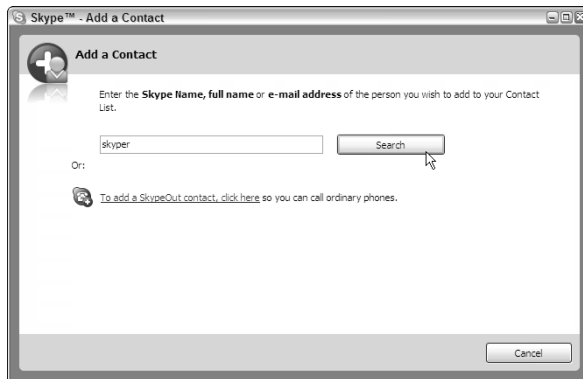 Skype™ - Add a Contact
Add a Contact
Enter the Skype Name, full name or e-mail address of the person you wish to add to your Contact
List.
skyper
Search
Or:
To add a SkypeOut contact, click here so you can call ordinary phones.
Cancel